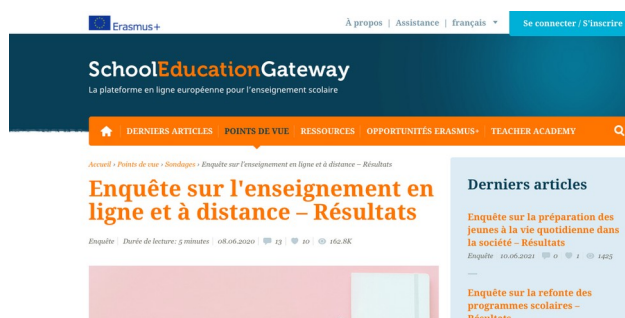 Erasmus+
À propos | Assistance | français
Se connecter / S'inscrire
SchoolEducationGateway
La plateforme en ligne européenne pour l'enseignement scolaire
DERNIERS ARTICLES | POINTS DE VUE | RESSOURCES | OPPORTUNITÉS ERASMUS+ | TEACHER ACADEMY
Accueil › Points de vue › Sondages › Enquête sur l'enseignement en ligne et à distance – Résultats
Enquête sur l'enseignement en
ligne et à distance – Résultats
Enquête | Durée de lecture: 5 minutes | 08.06.2020 | 13 | 10 | 162.8K
Derniers articles
Enquête sur la préparation des
jeunes à la vie quotidienne dans
la société – Résultats
Enquête 10.06.2021 0 1 1425
Enquête sur la refonte des
programmes scolaires –
Résultats